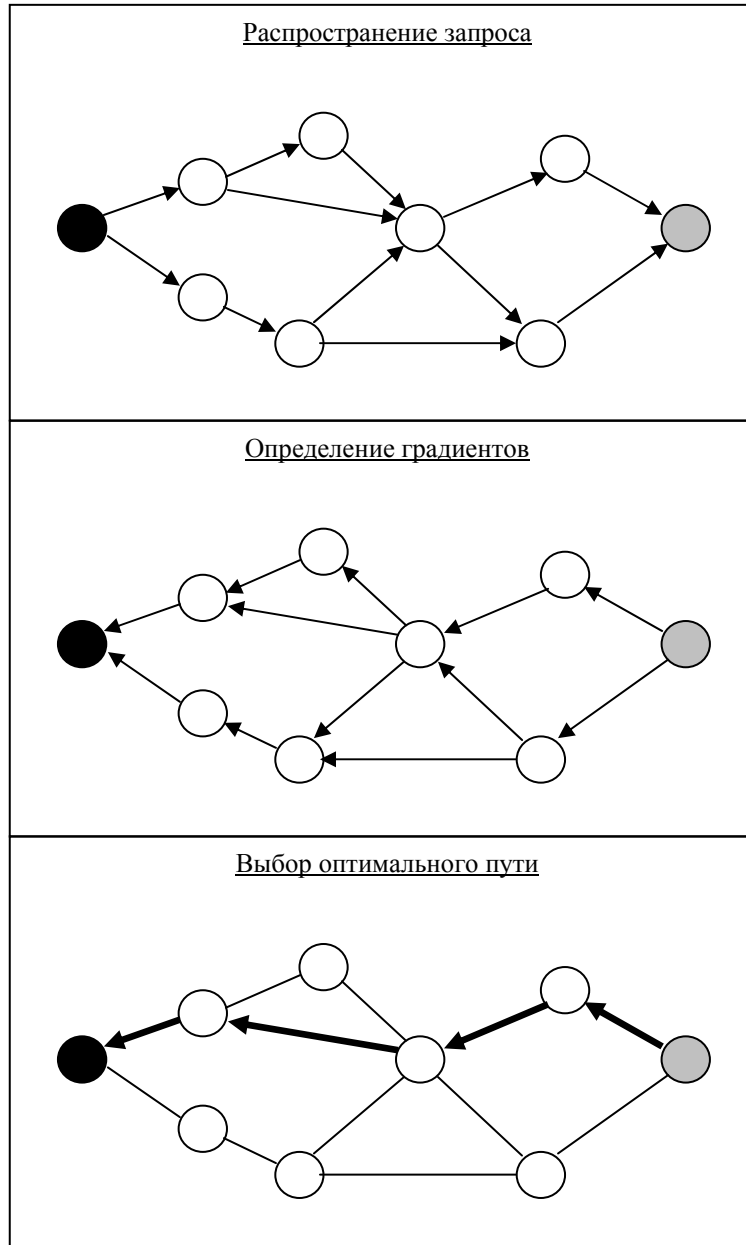 Распространение запроса
Определение градиентов
Выбор оптимального пути